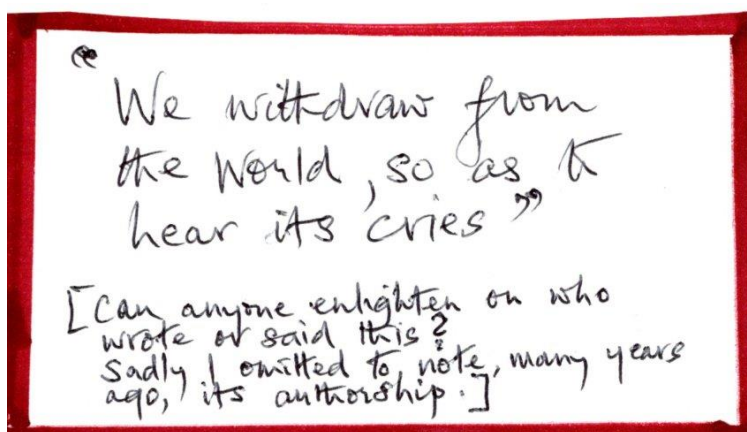 “
We withdraw from
the World, so as to
hear its cries”
[Can anyone enlighten on who
wrote or said this?
Sadly I omitted to note, many years
ago, its authorship.]